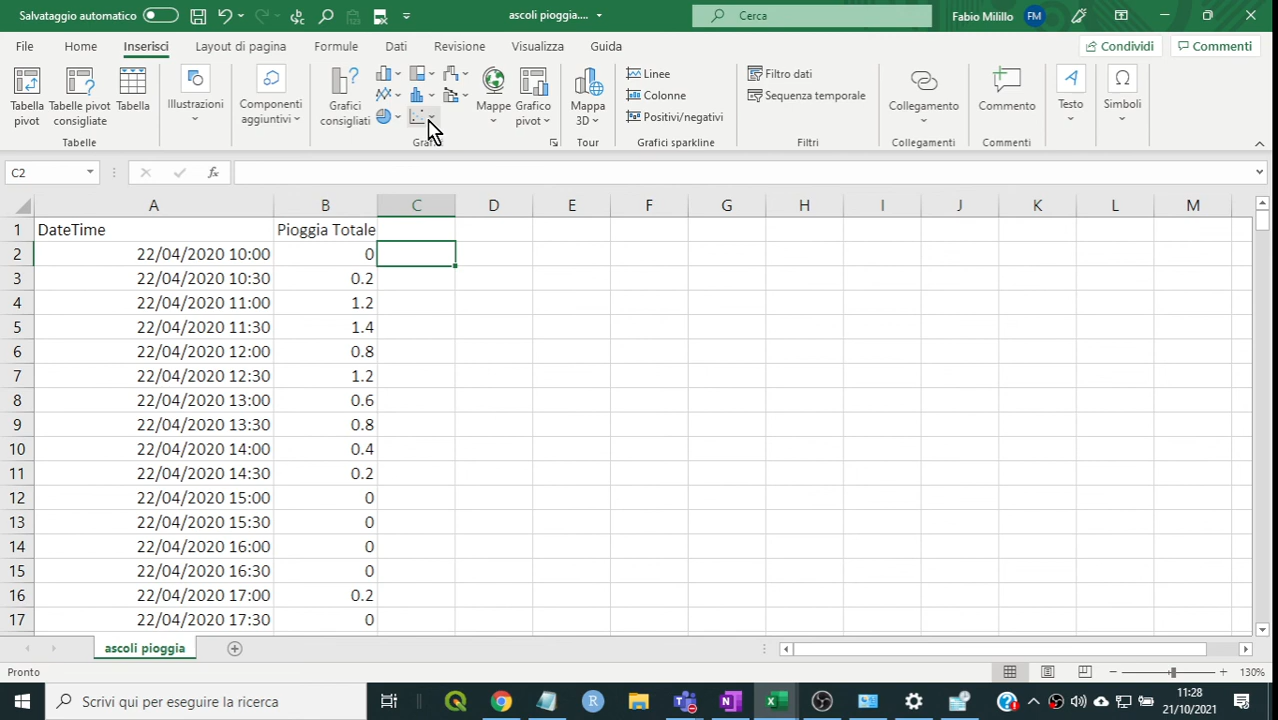 Salvataggio automatico
ascoli pioggia....
Cerca
Fabio Milillo
FM
File
Home
Inserisci
Layout di pagina
Formule
Dati
Revisione
Visualizza
Guida
Condividi
Commenti
Tabella pivot
Tabelle pivot consigliate
Tabella
Illustrazioni
Componenti aggiuntivi
Grafici consigliati
Mappe
Grafico pivot
Mappa 3D
Linee
Colonne
Positivi/negativi
Filtro dati
Sequenza temporale
Collegamento
Commento
Testo
Simboli
Tabelle
Tour
Grafici sparkline
Filtri
Collegamenti
Commenti
C2
fx
A B C D E F G H I J K L M
1 DateTime Pioggia Totale
2 22/04/2020 10:00 0
3 22/04/2020 10:30 0.2
4 22/04/2020 11:00 1.2
5 22/04/2020 11:30 1.4
6 22/04/2020 12:00 0.8
7 22/04/2020 12:30 1.2
8 22/04/2020 13:00 0.6
9 22/04/2020 13:30 0.8
10 22/04/2020 14:00 0.4
11 22/04/2020 14:30 0.2
12 22/04/2020 15:00 0
13 22/04/2020 15:30 0
14 22/04/2020 16:00 0
15 22/04/2020 16:30 0
16 22/04/2020 17:00 0.2
17 22/04/2020 17:30 0
ascoli pioggia
Pronto
130%
Scrivi qui per eseguire la ricerca
11:28
21/10/2021